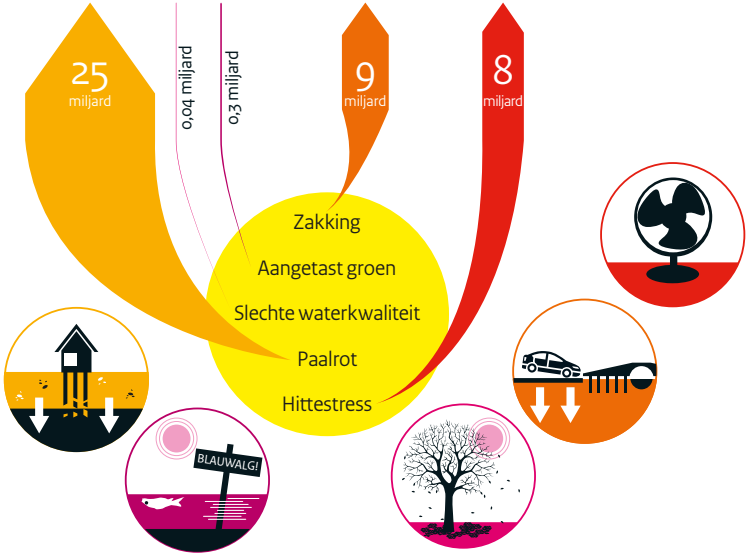 25
miljard
0,04 miljard
0,3 miljard
9
miljard
8
miljard
Zakking
Aangetast groen
Slechte waterkwaliteit
Paalrot
Hittestress
BLAUWALG!